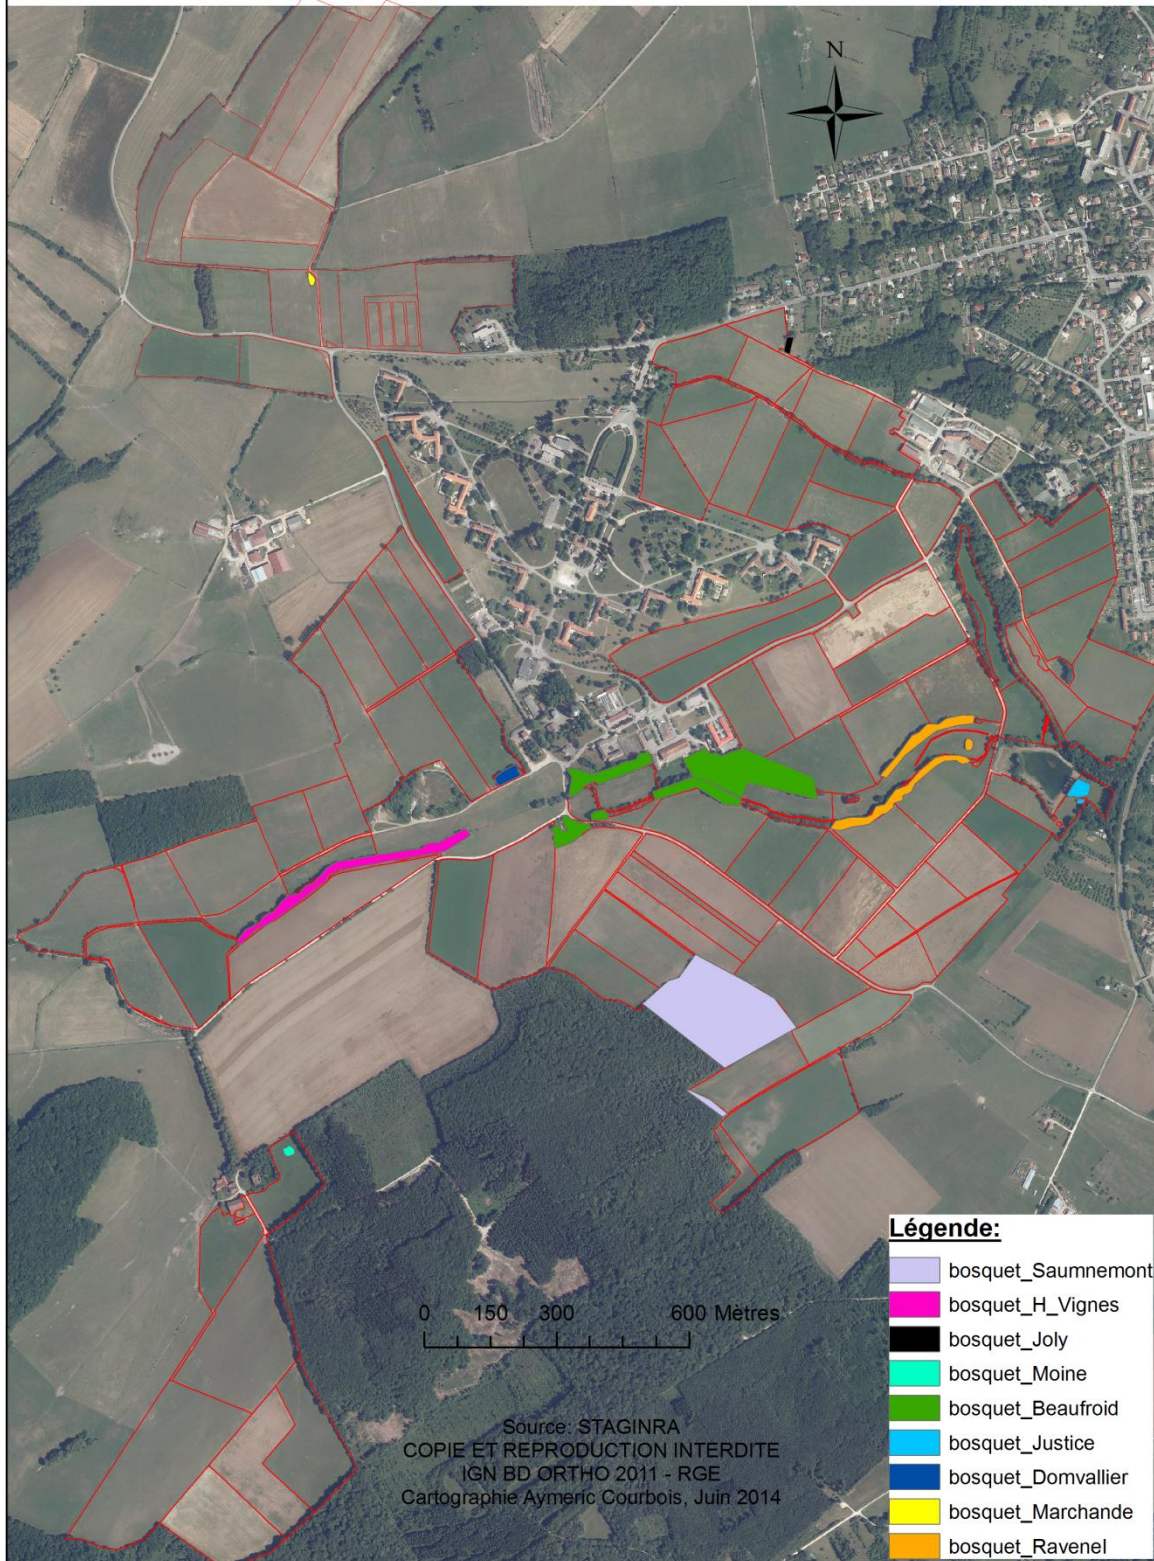 N
0 150 300 600 Mètres
Source: STAGINRA
COPIE ET REPRODUCTION INTERDITE
IGN BD ORTHO 2011 - RGE
Cartographie Aymeric Courbois, Juin 2014
Légende:
bosquet_Saumnemont
bosquet_H_Vignes
bosquet_Joly
bosquet_Moine
bosquet_Beaufroid
bosquet_Justice
bosquet_Domvallier
bosquet_Marchande
bosquet_Ravenel